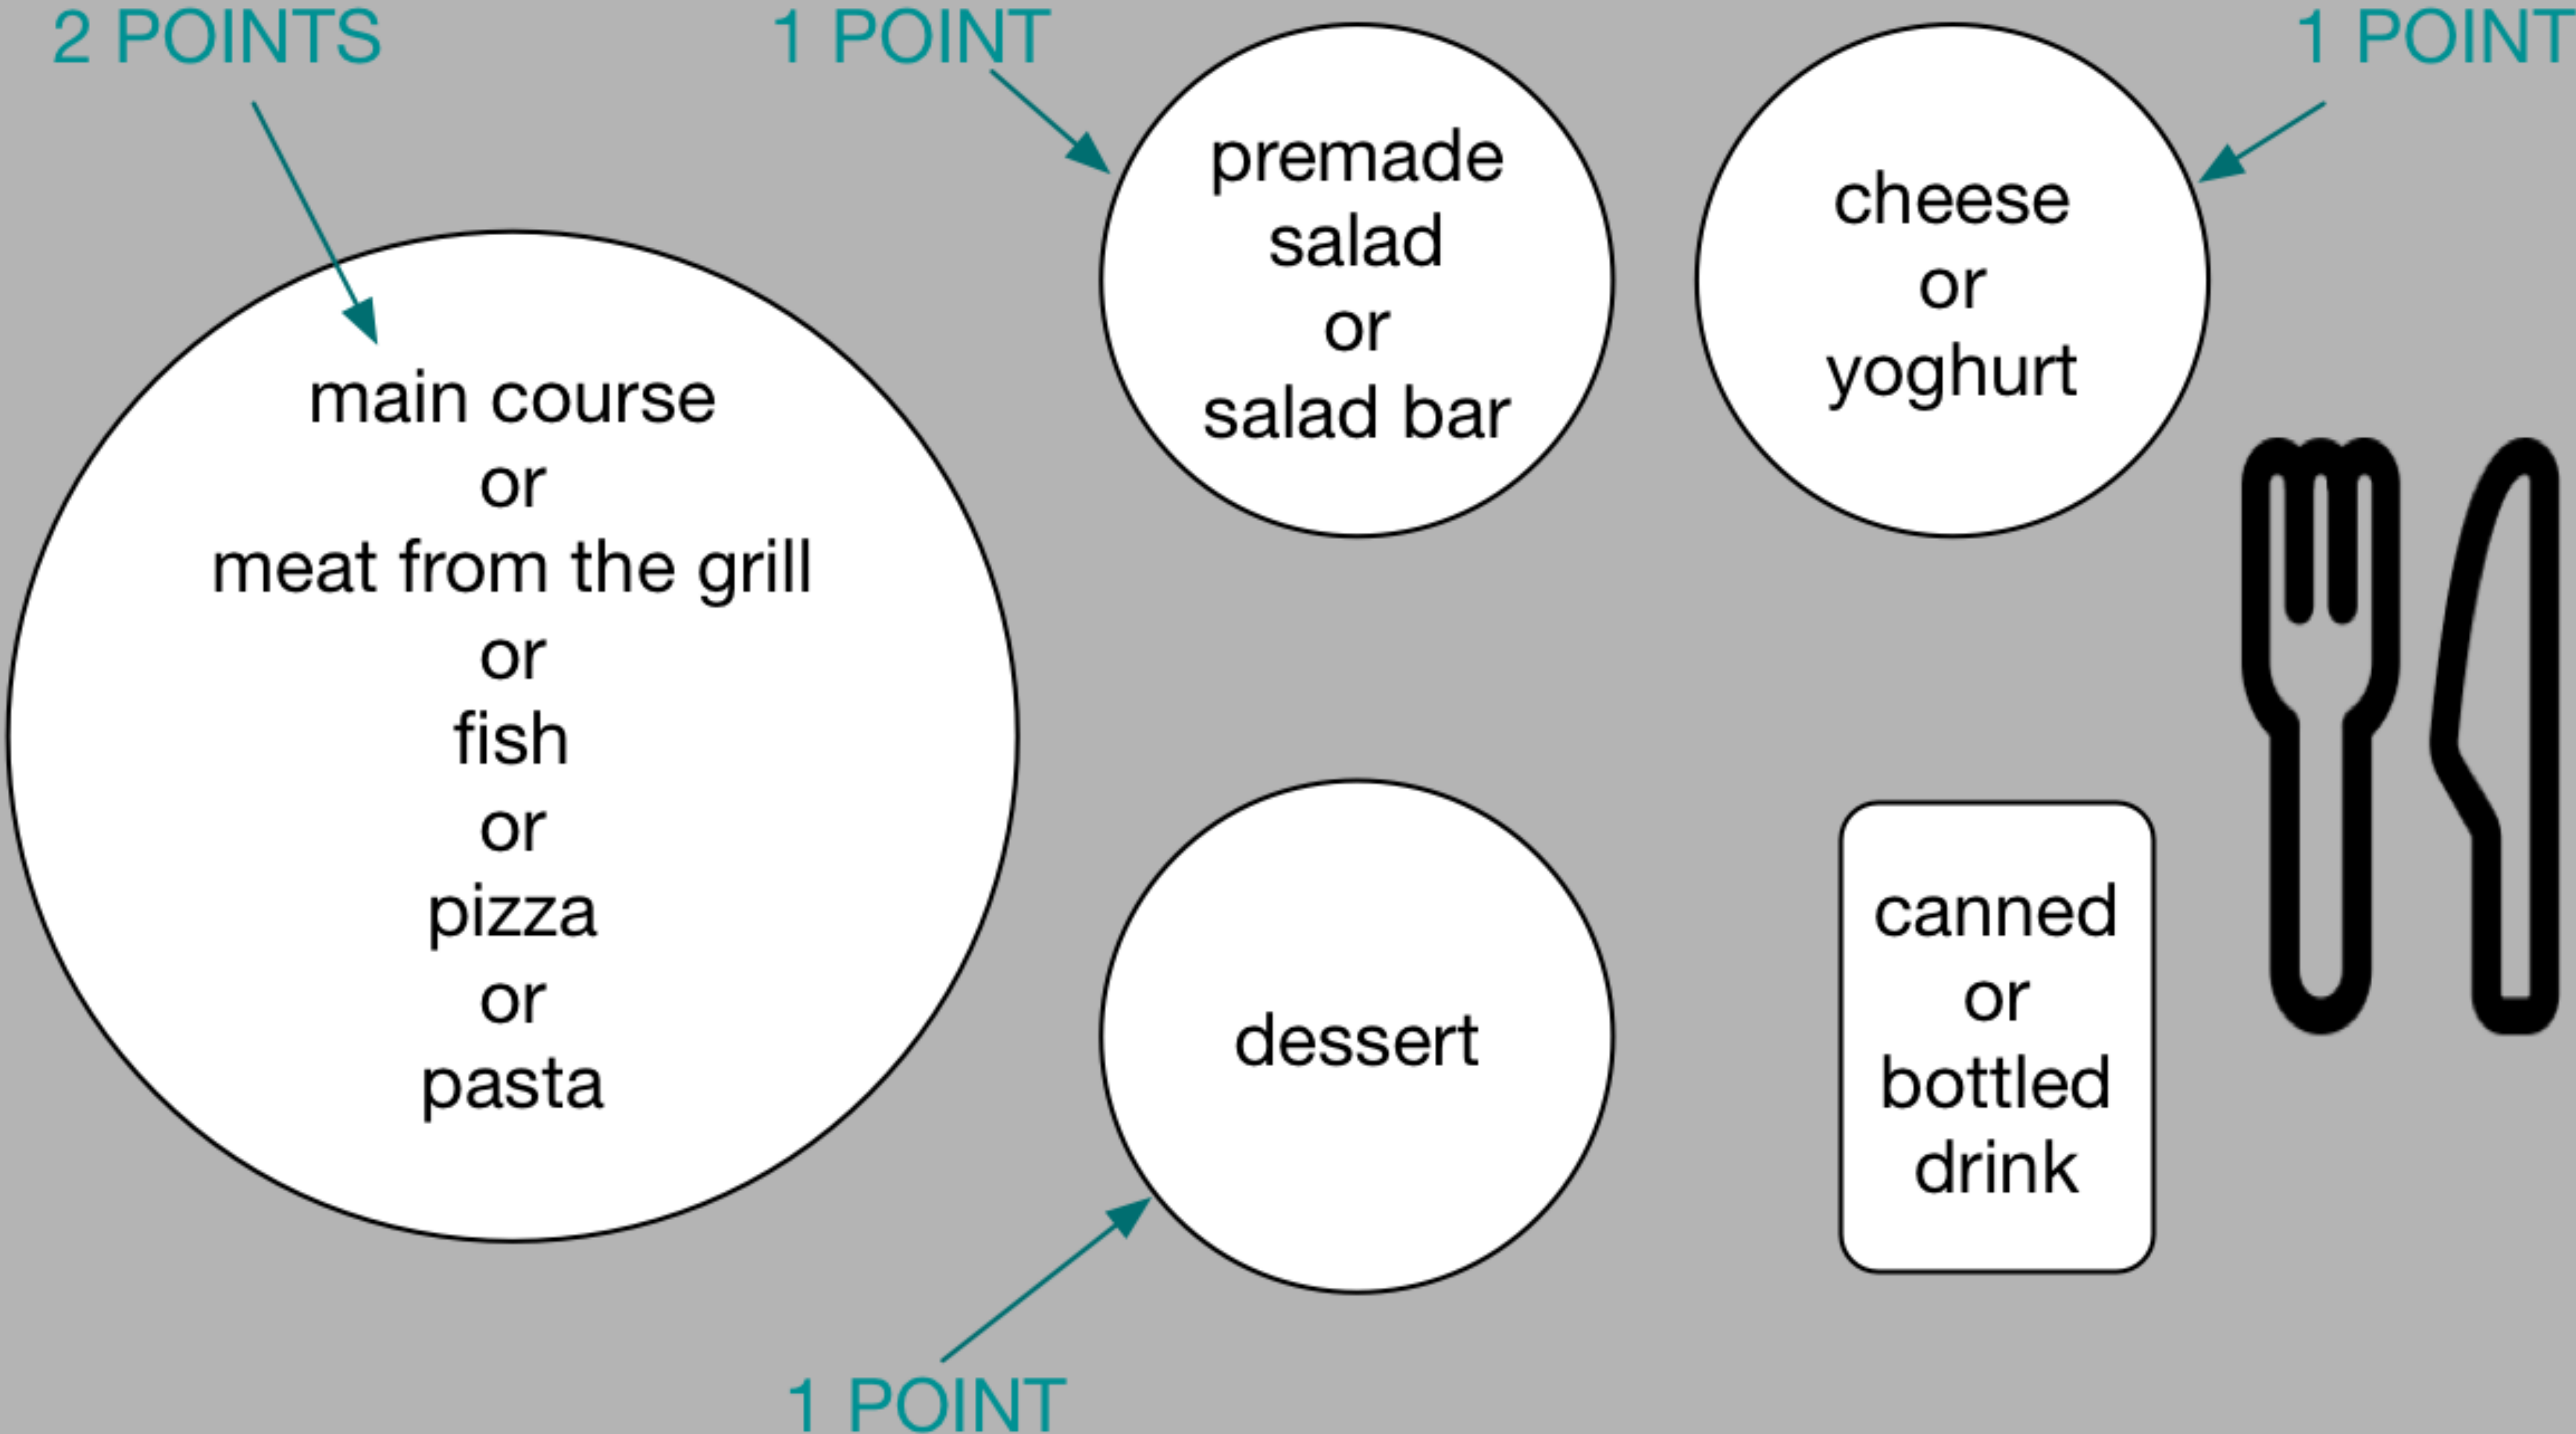 2 POINTS
1 POINT
1 POINT
main course
or
meat from the grill
or
fish
or
pizza
or
pasta
premade
salad
or
salad bar
cheese
or
yoghurt
dessert
canned
or
bottled
drink
1 POINT